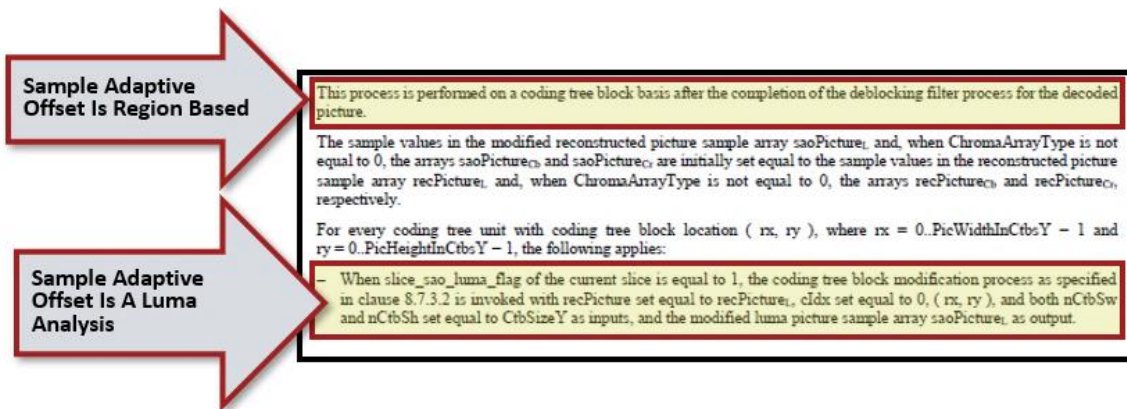 Sample Adaptive
Offset Is Region Based
This process is performed on a coding tree block basis after the completion of the deblocking filter process for the decoded
picture.
The sample values in the modified reconstructed picture sample array saoPictureL and, when ChromaArrayType is not
equal to 0, the arrays saoPictureCb and saoPictureCr are initially set equal to the sample values in the reconstructed picture
sample array recPictureL and, when ChromaArrayType is not equal to 0, the arrays recPictureCb and recPictureCr,
respectively.
For every coding tree unit with coding tree block location ( rx, ry ), where rx = 0..PicWidthInCtbsY − 1 and
ry = 0..PicHeightInCtbsY − 1, the following applies:
Sample Adaptive
Offset Is A Luma
Analysis
– When slice_sao_luma_flag of the current slice is equal to 1, the coding tree block modification process as specified
in clause 8.7.3.2 is invoked with recPicture set equal to recPictureL, cIdx set equal to 0, ( rx, ry ), and both nCtbSw
and nCtbSh set equal to CtbSizeY as inputs, and the modified luma picture sample array saoPictureL as output.